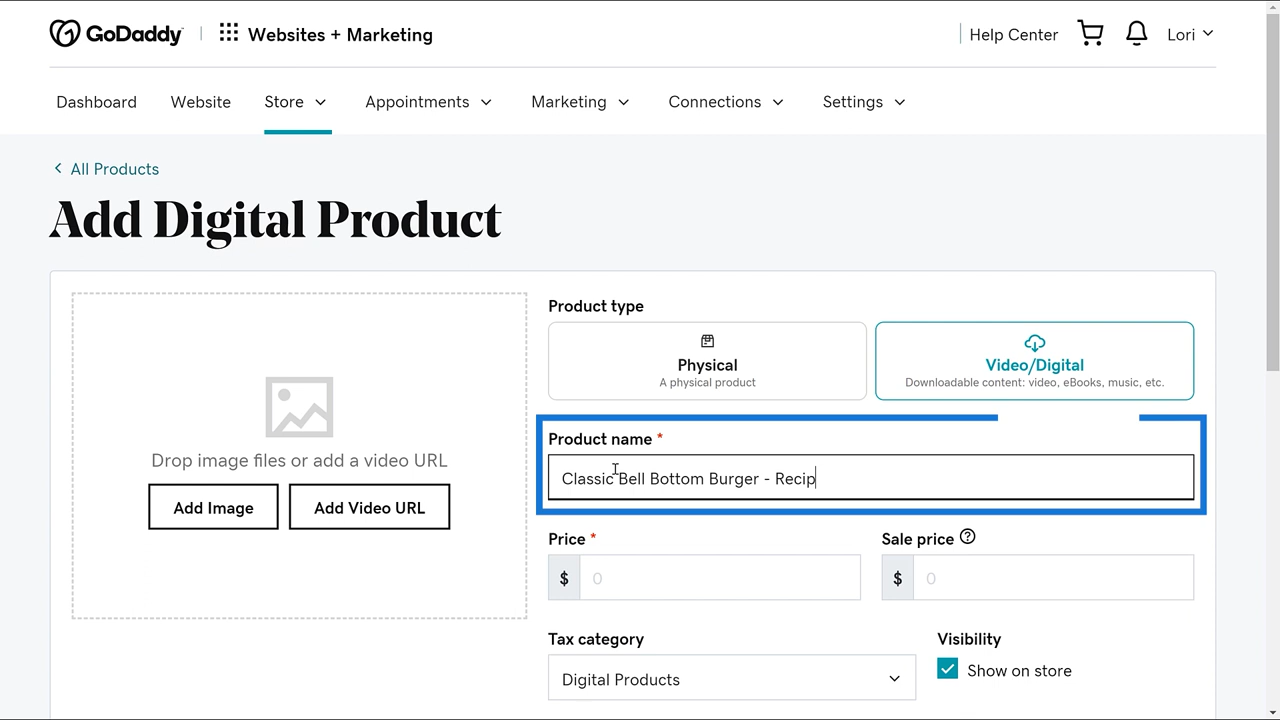 GoDaddy Websites + Marketing Help Center Lori
Dashboard Website Store Appointments Marketing Connections Settings
All Products
Add Digital Product
Product type
Physical
A physical product
Video/Digital
Downloadable content: video, eBooks, music, etc.
Product name *
Classic Bell Bottom Burger - Recip
Drop image files or add a video URL
Add Image Add Video URL
Price * Sale price ?
$ 0 $ 0
Tax category Visibility
Digital Products Show on store